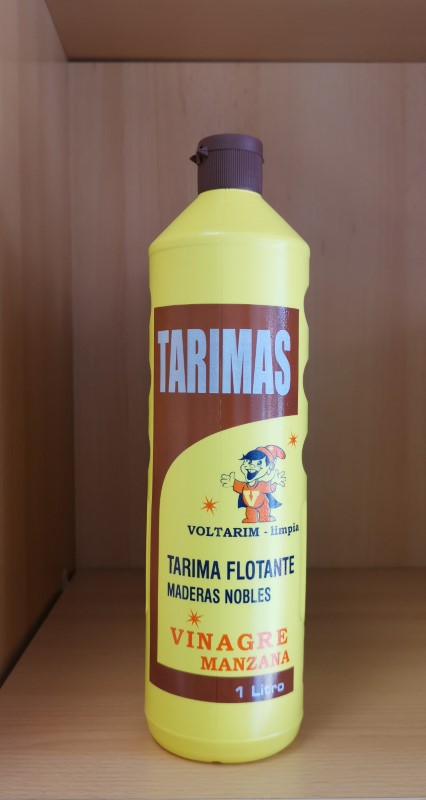 TARIMAS
V
VOLTARIM - limpia
TARIMA FLOTANTE
MADERAS NOBLES
VINAGRE
MANZANA
1 Litro